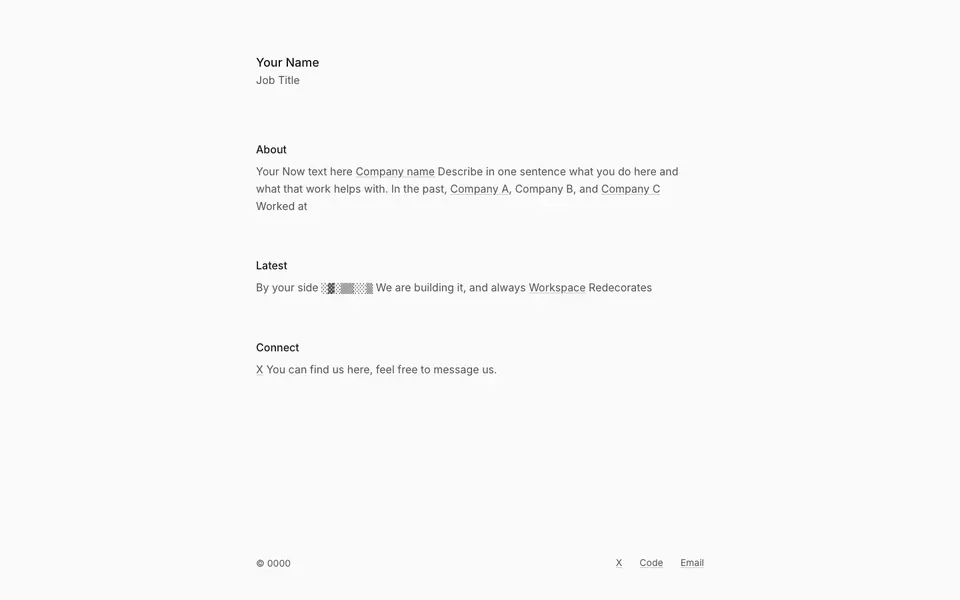 Your Name
Job Title
About
Your Now text here Company name Describe in one sentence what you do here and
what that work helps with. In the past, Company A, Company B, and Company C
Worked at
Latest
By your side ░▓░▒▒░░▒ We are building it, and always Workspace Redecorates
Connect
X You can find us here, feel free to message us.
© 0000
X Code Email